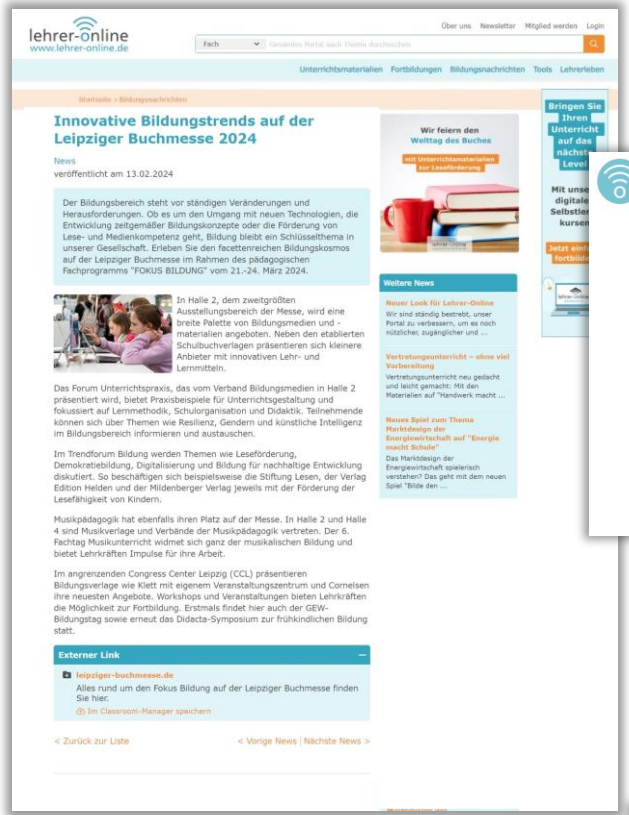 Über uns Newsletter Mitglied werden Login
lehrer-online
www.lehrer-online.de
Fach Gesamtes Portal nach Thema durchsuchen
Unterrichtsmaterialien Fortbildungen Bildungsnachrichten Tools Lehrerleben
Startseite > Bildungsnachrichten
Innovative Bildungstrends auf der
Leipziger Buchmesse 2024
News
veröffentlicht am 13.02.2024
Der Bildungsbereich steht vor ständigen Veränderungen und
Herausforderungen. Ob es um den Umgang mit neuen Technologien, die
Entwicklung zeitgemäßer Bildungskonzepte oder die Förderung von
Lese- und Medienkompetenz geht, Bildung bleibt ein Schlüsselthema in
unserer Gesellschaft. Erleben Sie den facettenreichen Bildungskosmos
auf der Leipziger Buchmesse im Rahmen des pädagogischen
Fachprogramms "FOKUS BILDUNG" vom 21.-24. März 2024.
In Halle 2, dem zweitgrößten
Ausstellungsbereich der Messe, wird eine
breite Palette von Bildungsmedien und -
materialien angeboten. Neben den etablierten
Schulbuchverlagen präsentieren sich kleinere
Anbieter mit innovativen Lehr- und
Lernmitteln.
Das Forum Unterrichtspraxis, das vom Verband Bildungsmedien in Halle 2
präsentiert wird, bietet Praxisbeispiele für Unterrichtsgestaltung und
fokussiert auf Lernmethodik, Schulorganisation und Didaktik. Teilnehmende
können sich über Themen wie Resilienz, Gendern und künstliche Intelligenz
im Bildungsbereich informieren und austauschen.
Im Trendforum Bildung werden Themen wie Leseförderung,
Demokratiebildung, Digitalisierung und Bildung für nachhaltige Entwicklung
diskutiert. So beschäftigen sich beispielsweise die Stiftung Lesen, der Verlag
Edition Helden und der Mildenberger Verlag jeweils mit der Förderung der
Lesefähigkeit von Kindern.
Musikpädagogik hat ebenfalls ihren Platz auf der Messe. In Halle 2 und Halle
4 sind Musikverlage und Verbände der Musikpädagogik vertreten. Der 6.
Fachtag Musikunterricht widmet sich ganz der musikalischen Bildung und
bietet Lehrkräften Impulse für ihre Arbeit.
Im angrenzenden Congress Center Leipzig (CCL) präsentieren
Bildungsverlage wie Klett mit eigenem Veranstaltungszentrum und Cornelsen
ihre neuesten Angebote. Workshops und Veranstaltungen bieten Lehrkräften
die Möglichkeit zur Fortbildung. Erstmals findet hier auch der GEW-
Bildungstag sowie erneut das Didacta-Symposium zur frühkindlichen Bildung
statt.
Externer Link
leipziger-buchmesse.de
Alles rund um den Fokus Bildung auf der Leipziger Buchmesse finden
Sie hier.
Im Classroom-Manager speichern
< Zurück zur Liste < Vorige News | Nächste News >
Wir feiern den
Welttag des Buches
mit Unterrichtsmaterialien
zur Leseförderung
lehrer-online
Weitere News
Neuer Look für Lehrer-Online
Wir sind ständig bestrebt, unser
Portal zu verbessern, um es noch
nützlicher, zugänglicher und ...
Vertretungsunterricht – ohne viel
Vorbereitung
Vertretungsunterricht neu gedacht
und leicht gemacht: Mit den
Materialien auf "Handwerk macht ...
Neues Spiel zum Thema
Marktdesign der
Energiewirtschaft auf "Energie
macht Schule"
Das Marktdesign der
Energiewirtschaft spielerisch
verstehen? Das geht mit dem neuen
Spiel "Bilde den ...
Bringen Sie
Ihren
Unterricht
auf das
nächste
Level
Mit unse
digitale
Selbstler
kursen
Jetzt einf
fortbilde
lehrer-online